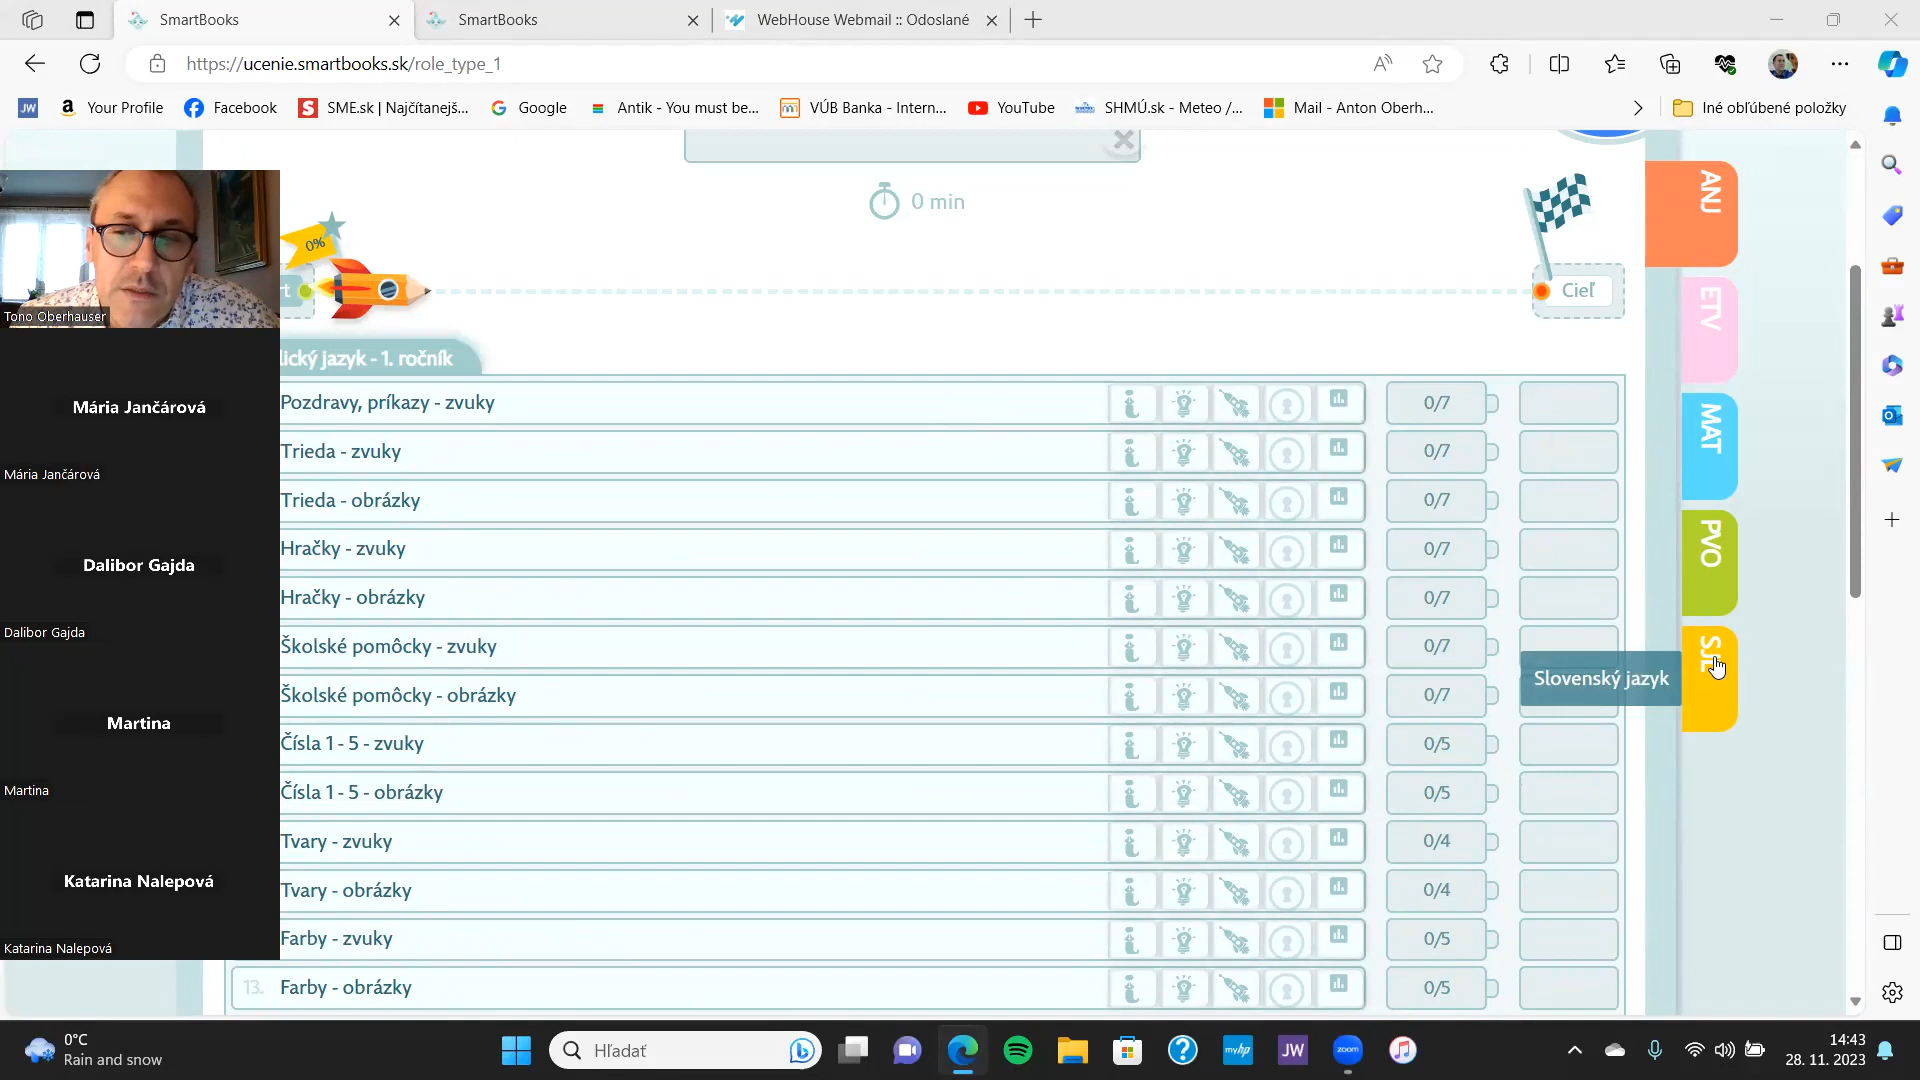 SmartBooks
SmartBooks
WebHouse Webmail :: Odoslané
https://ucenie.smartbooks.sk/role_type_1
JW
Your Profile
Facebook
SME.sk | Najčítanejš...
Google
Antik - You must be...
VÚB Banka - Intern...
YouTube
SHMÚ.sk - Meteo /...
Mail - Anton Oberh...
Iné obľúbené položky
0 min
0%
rt
Cieľ
ANJ
ETV
MAT
PVO
SJL
Slovenský jazyk
Tono Oberhauser
Mária Jančárová
Mária Jančárová
Dalibor Gajda
Dalibor Gajda
Martina
Martina
Katarina Nalepová
Katarina Nalepová
lický jazyk - 1. ročník
Pozdravy, príkazy - zvuky 0/7
Trieda - zvuky 0/7
Trieda - obrázky 0/7
Hračky - zvuky 0/7
Hračky - obrázky 0/7
Školské pomôcky - zvuky 0/7
Školské pomôcky - obrázky 0/7
Čísla 1 - 5 - zvuky 0/5
Čísla 1 - 5 - obrázky 0/5
Tvary - zvuky 0/4
Tvary - obrázky 0/4
Farby - zvuky 0/5
13. Farby - obrázky 0/5
0°C
Rain and snow
Hľadať
myhp
JW
zoom
14:43
28. 11. 2023